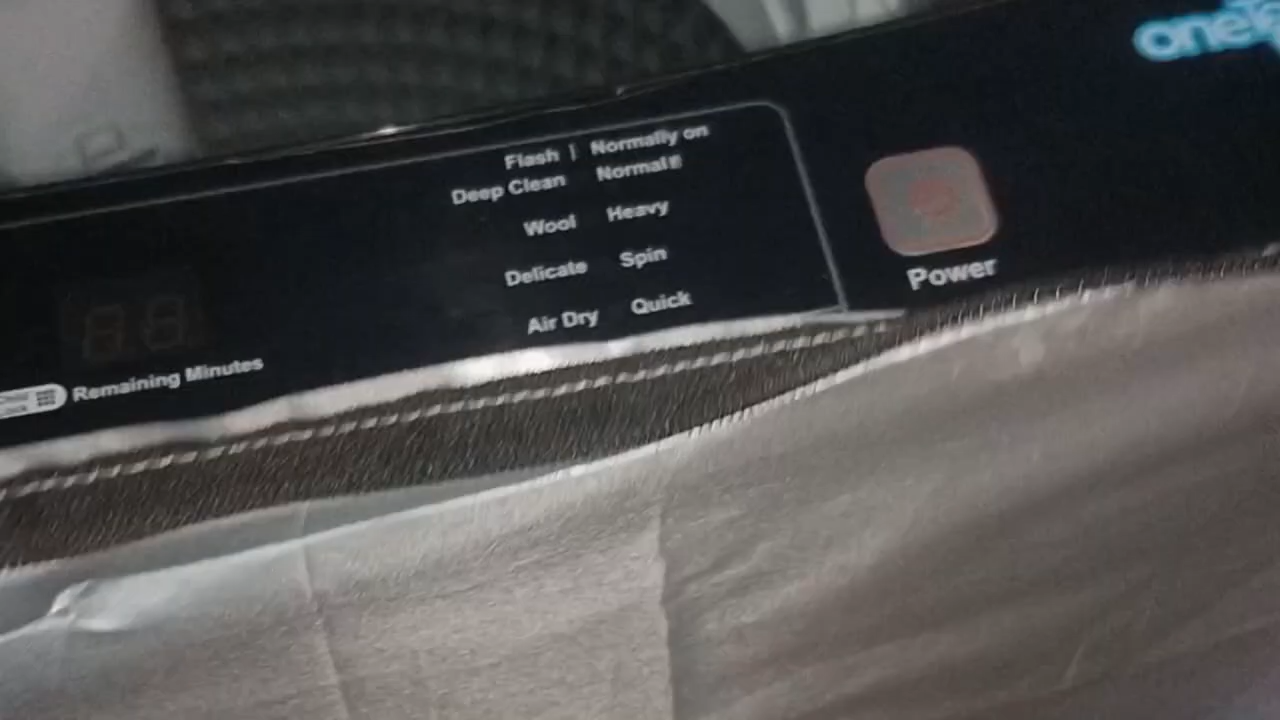 Flash | Normally on
Deep Clean Normal
Wool Heavy
Delicate Spin
Air Dry Quick
Power
Remaining Minutes